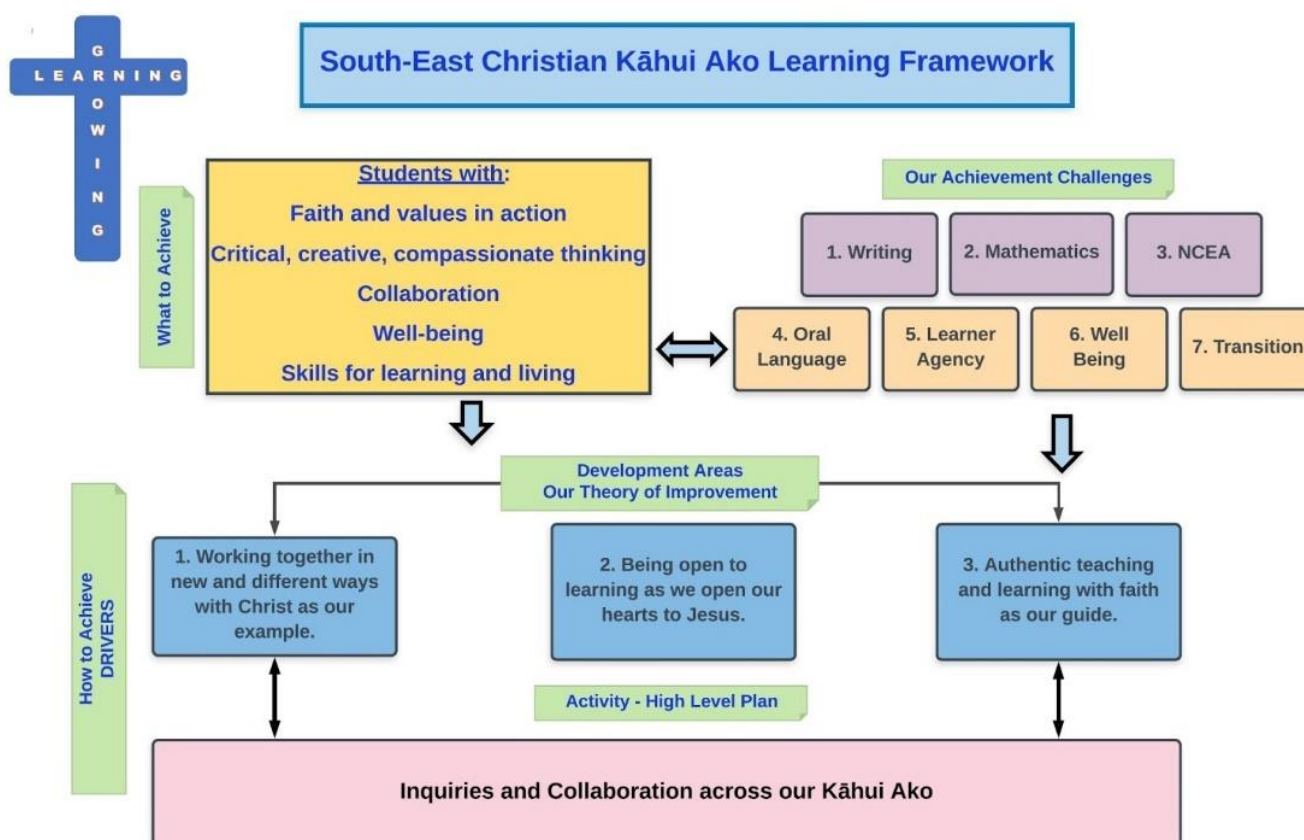 GROWING
LEARNING
South-East Christian Kāhui Ako Learning Framework
What to Achieve
Students with:
Faith and values in action
Critical, creative, compassionate thinking
Collaboration
Well-being
Skills for learning and living
Our Achievement Challenges
1. Writing
2. Mathematics
3. NCEA
4. Oral
Language
5. Learner
Agency
6. Well
Being
7. Transition
How to Achieve
DRIVERS
Development Areas
Our Theory of Improvement
1. Working together in
new and different ways
with Christ as our
example.
2. Being open to
learning as we open our
hearts to Jesus.
3. Authentic teaching
and learning with faith
as our guide.
Activity - High Level Plan
Inquiries and Collaboration across our Kāhui Ako